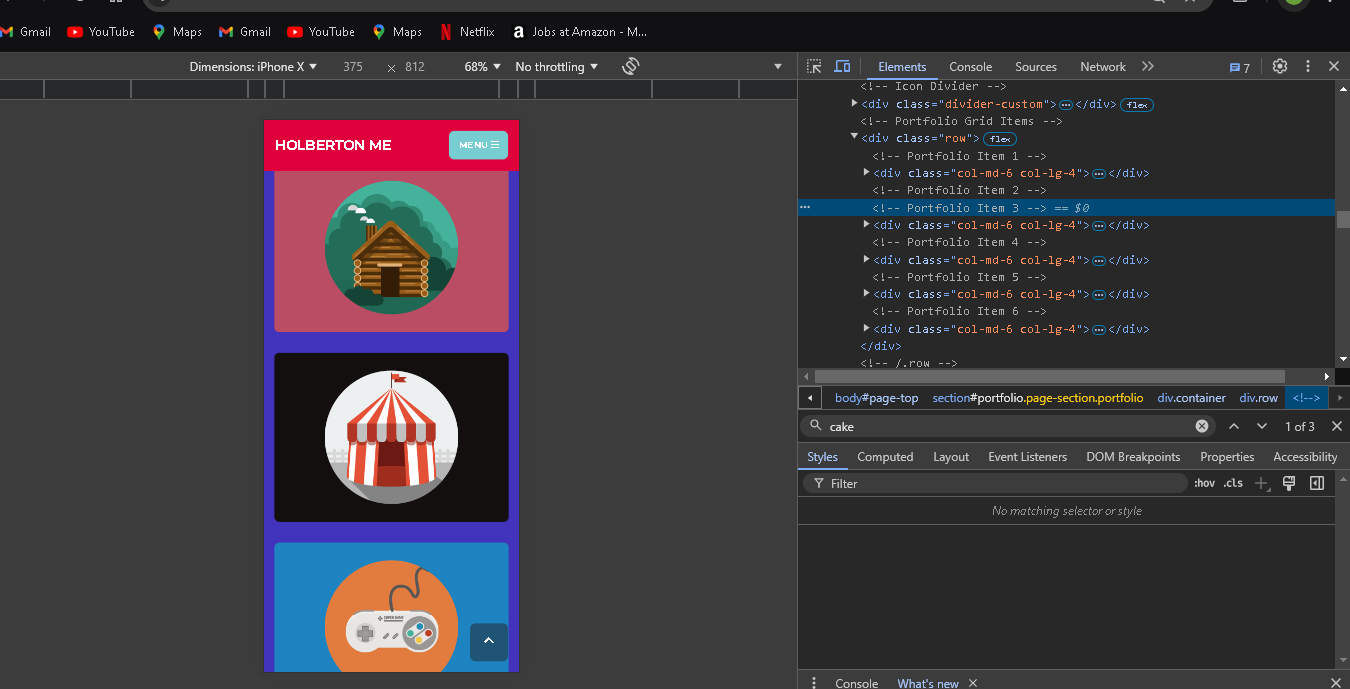 Gmail YouTube Maps Gmail YouTube Maps Netflix Jobs at Amazon - M...
Dimensions: iPhone X 375 × 812 68% No throttling
HOLBERTON ME MENU
SUPER GAME
Elements Console Sources Network 7
<!-- Icon Divider -->
<div class="divider-custom">…</div> flex
<!-- Portfolio Grid Items -->
<div class="row"> flex
<!-- Portfolio Item 1 -->
<div class="col-md-6 col-lg-4">…</div>
<!-- Portfolio Item 2 -->
<!-- Portfolio Item 3 --> == $0
<div class="col-md-6 col-lg-4">…</div>
<!-- Portfolio Item 4 -->
<div class="col-md-6 col-lg-4">…</div>
<!-- Portfolio Item 5 -->
<div class="col-md-6 col-lg-4">…</div>
<!-- Portfolio Item 6 -->
<div class="col-md-6 col-lg-4">…</div>
</div>
<!-- /.row -->
body#page-top section#portfolio.page-section.portfolio div.container div.row <!-->
cake 1 of 3
Styles Computed Layout Event Listeners DOM Breakpoints Properties Accessibility
Filter :hov .cls
No matching selector or style
Console What's new